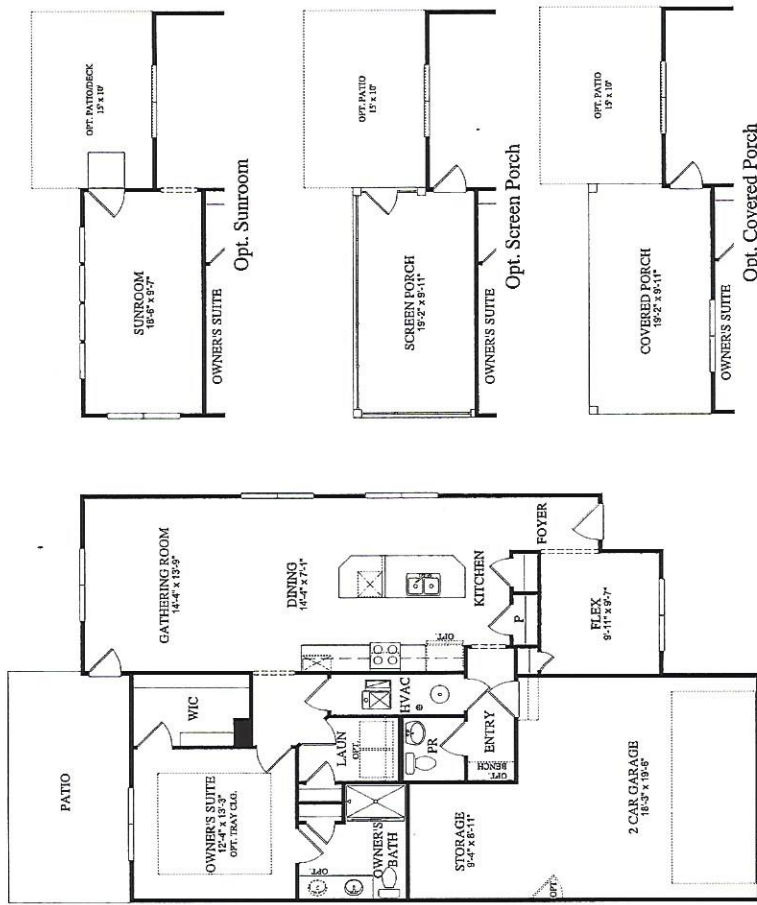 OPT. PATIO/DECK
15' x 10'
SUNROOM
18'-6" x 9'-7"
OWNER'S SUITE
Opt. Sunroom
OPT. PATIO
15' x 10'
SCREEN PORCH
19'-2" x 9'-11"
OWNER'S SUITE
Opt. Screen Porch
OPT. PATIO
15' x 10'
COVERED PORCH
19'-2" x 9'-11"
OWNER'S SUITE
Opt. Covered Porch
PATIO
GATHERING ROOM
14'-4" x 13'-9"
DINING
14'-4" x 7'-1"
KITCHEN
OPT.
FOYER
P
FLEX
9'-11" x 9'-7"
WIC
OWNER'S SUITE
12'-4" x 13'-3"
OPT. TRAY CLG.
HVAC
LAUN
OPT.
PR
ENTRY
OPT.
BENCH
OPT.
OWNER'S
BATH
STORAGE
9'-4" x 8'-11"
OPT.
2 CAR GARAGE
18'-3" x 19'-6"